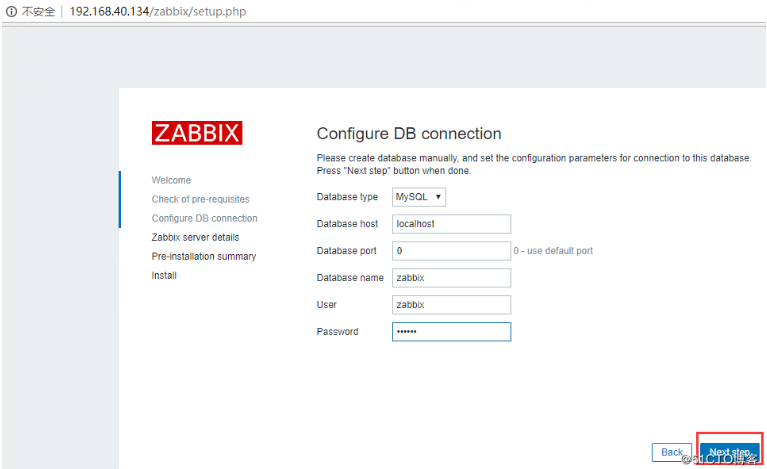 不安全 192.168.40.134/zabbix/setup.php
ZABBIX
Welcome
Check of pre-requisites
Configure DB connection
Zabbix server details
Pre-installation summary
Install
Configure DB connection
Please create database manually, and set the configuration parameters for connection to this database.
Press "Next step" button when done.
Database type MySQL
Database host localhost
Database port 0 0 - use default port
Database name zabbix
User zabbix
Password ••••••
Back Next step
@51CTO博客